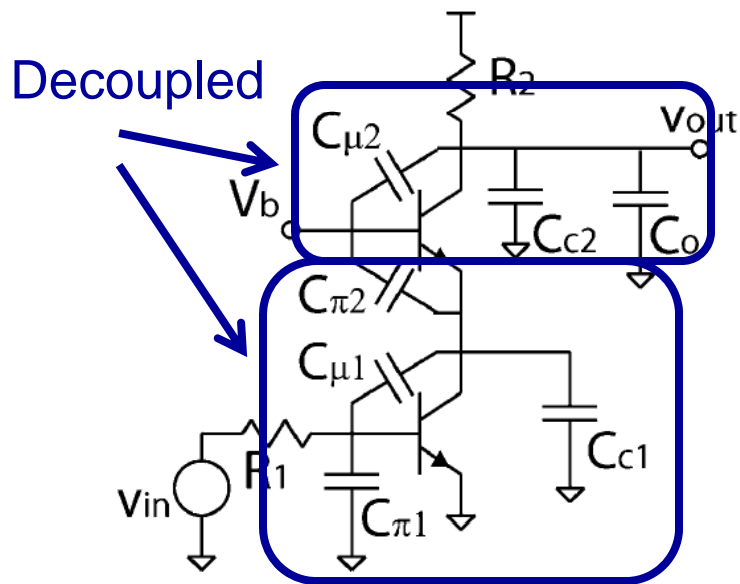 Decoupled
R2
Cμ2
vout
Vb
Cc2
Co
Cπ2
Cμ1
R1
Cc1
vin
Cπ1